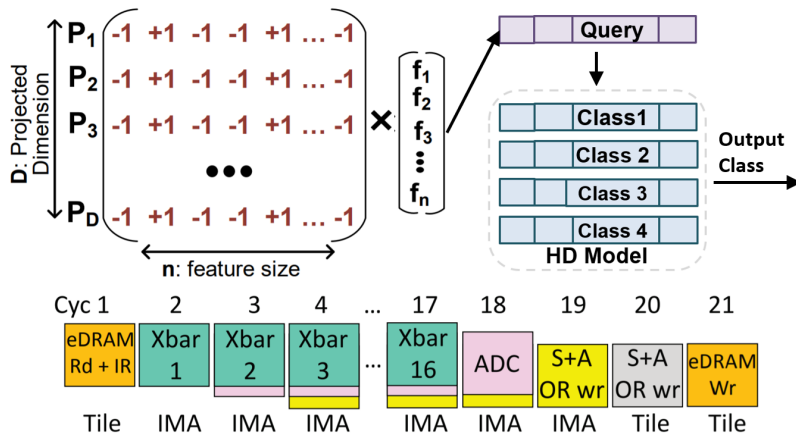 P1 -1 +1 -1 -1 +1 ... -1
P2 -1 +1 -1 -1 +1 ... -1
P3 -1 +1 -1 -1 +1 ... -1
•••
PD -1 +1 -1 -1 +1 ... -1
D: Projected
Dimension
n: feature size
×
f1
f2
f3
⋮
fn
Query
Class1
Class 2
Class 3
Class 4
HD Model
Output
Class
Cyc 1 2 3 4 ... 17 18 19 20 21
eDRAM
Rd + IR
Tile
Xbar
1
IMA
Xbar
2
IMA
Xbar
3
IMA
...
Xbar
16
IMA
ADC
IMA
S+A
OR wr
IMA
S+A
OR wr
Tile
eDRAM
Wr
Tile